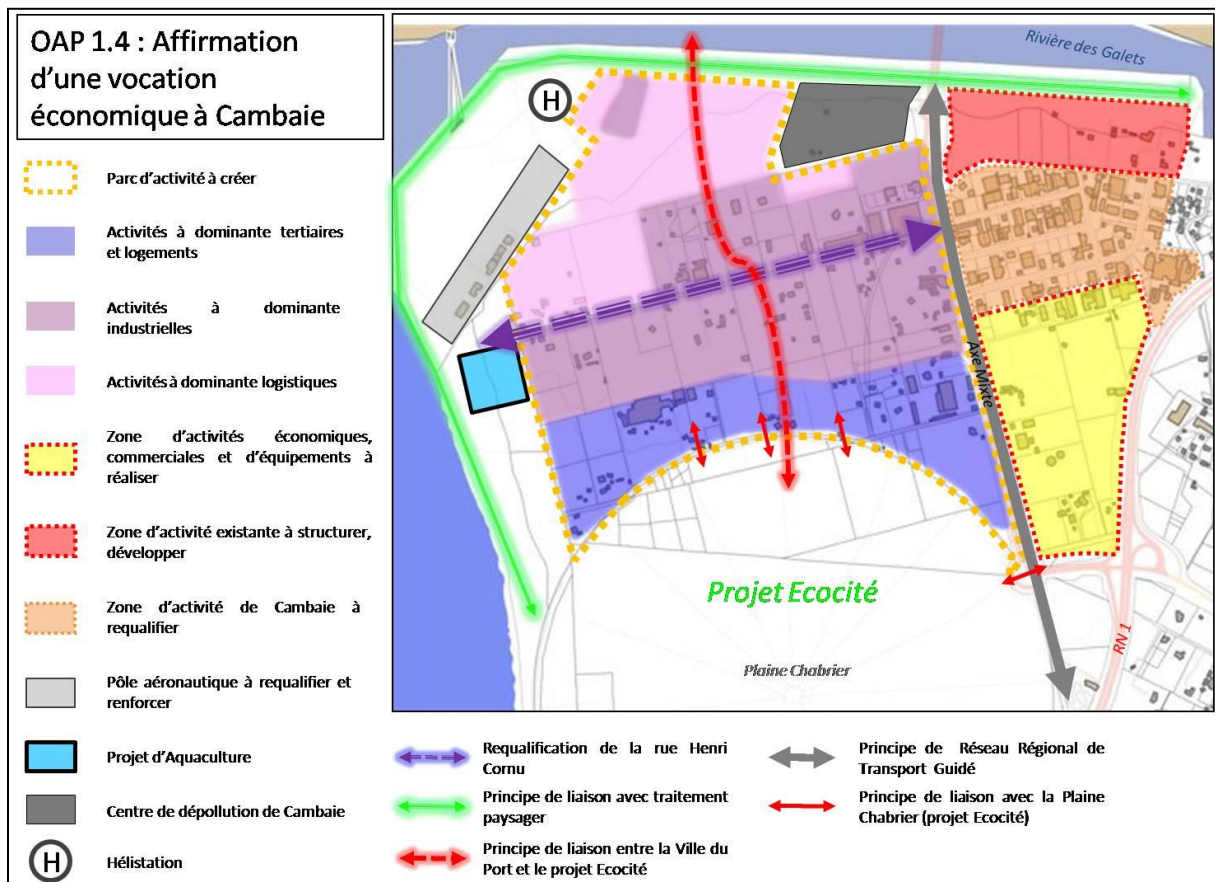 OAP 1.4 : Affirmation
d’une vocation
économique à Cambaie
Parc d’activité à créer
Activités à dominante tertiaires
et logements
Activités à dominante
industrielles
Activités à dominante logistiques
Zone d’activités économiques,
commerciales et d’équipements à
réaliser
Zone d’activité existante à structurer,
développer
Zone d’activité de Cambaie à
requalifier
Pôle aéronautique à requalifier et
renforcer
Projet d’Aquaculture
Centre de dépollution de Cambaie
H
Hélistation
N
H
Rivière des Galets
Axe Mixte
Projet Ecocité
Plaine Chabrier
RN 1
Requalification de la rue Henri
Cornu
Principe de liaison avec traitement
paysager
Principe de liaison entre la Ville du
Port et le projet Ecocité
Principe de Réseau Régional de
Transport Guidé
Principe de liaison avec la Plaine
Chabrier (projet Ecocité)